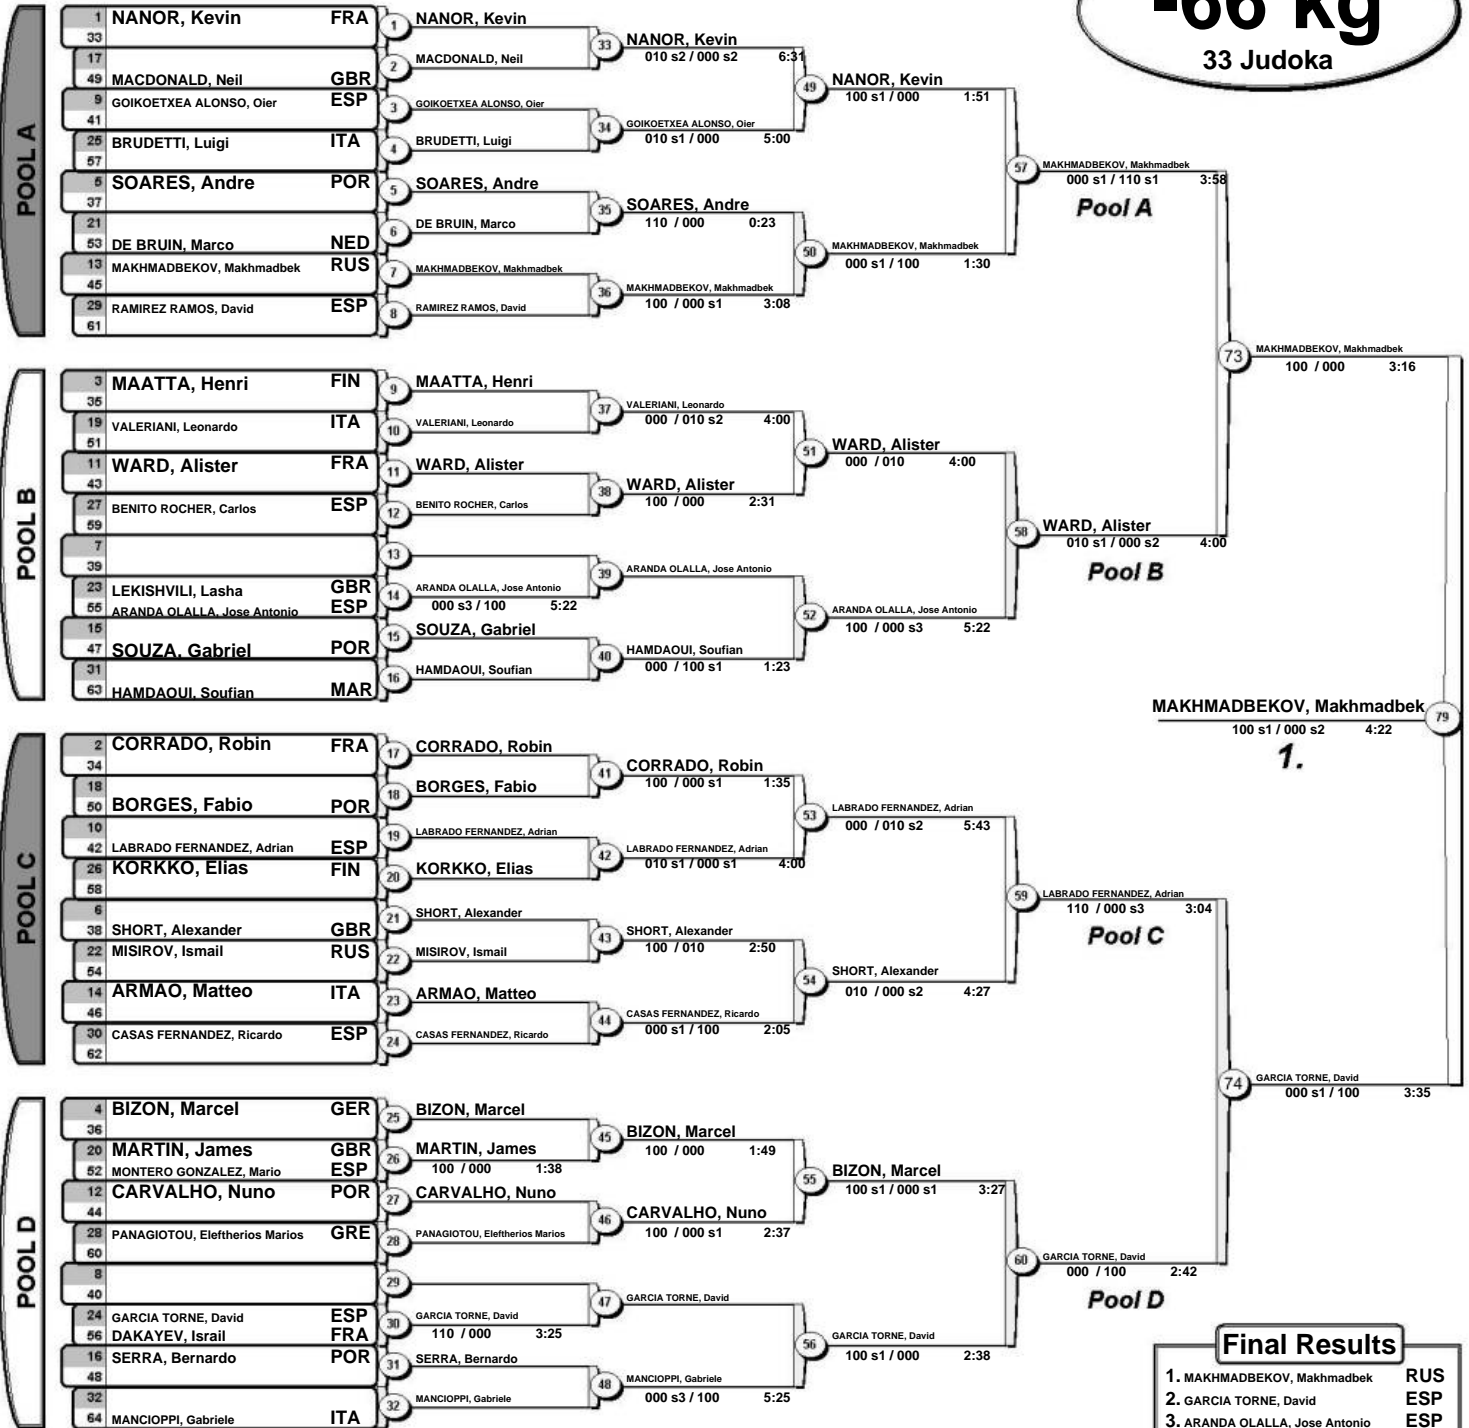 -66 kg
33 Judoka
POOL A
1 NANOR, Kevin FRA
33
17
49 MACDONALD, Neil GBR
9 GOIKOETXEA ALONSO, Oier ESP
41
25 BRUDETTI, Luigi ITA
57
5 SOARES, Andre POR
37
21
53 DE BRUIN, Marco NED
13 MAKHMADBEKOV, Makhmadbek RUS
45
29 RAMIREZ RAMOS, David ESP
61
1 NANOR, Kevin
2 MACDONALD, Neil
3 GOIKOETXEA ALONSO, Oier
4 BRUDETTI, Luigi
5 SOARES, Andre
6 DE BRUIN, Marco
7 MAKHMADBEKOV, Makhmadbek
8 RAMIREZ RAMOS, David
33 NANOR, Kevin
010 s2 / 000 s2 6:31
34 GOIKOETXEA ALONSO, Oier
010 s1 / 000 5:00
35 SOARES, Andre
110 / 000 0:23
36 MAKHMADBEKOV, Makhmadbek
100 / 000 s1 3:08
49 NANOR, Kevin
100 s1 / 000 1:51
50 MAKHMADBEKOV, Makhmadbek
000 s1 / 100 1:30
57 MAKHMADBEKOV, Makhmadbek
000 s1 / 110 s1 3:58
Pool A
POOL B
3 MAATTA, Henri FIN
35
19 VALERIANI, Leonardo ITA
51
11 WARD, Alister FRA
43
27 BENITO ROCHER, Carlos ESP
59
7
39
23 LEKISHVILI, Lasha GBR
55 ARANDA OLALLA, Jose Antonio ESP
15
47 SOUZA, Gabriel POR
31
63 HAMDAOUI, Soufian MAR
9 MAATTA, Henri
10 VALERIANI, Leonardo
11 WARD, Alister
12 BENITO ROCHER, Carlos
13
14 ARANDA OLALLA, Jose Antonio
000 s3 / 100 5:22
15 SOUZA, Gabriel
16 HAMDAOUI, Soufian
37 VALERIANI, Leonardo
000 / 010 s2 4:00
38 WARD, Alister
100 / 000 2:31
39 ARANDA OLALLA, Jose Antonio
40 HAMDAOUI, Soufian
000 / 100 s1 1:23
51 WARD, Alister
000 / 010 4:00
52 ARANDA OLALLA, Jose Antonio
100 / 000 s3 5:22
58 WARD, Alister
010 s1 / 000 s2 4:00
Pool B
73 MAKHMADBEKOV, Makhmadbek
100 / 000 3:16
MAKHMADBEKOV, Makhmadbek 79
100 s1 / 000 s2 4:22
1.
POOL C
2 CORRADO, Robin FRA
34
18
50 BORGES, Fabio POR
10
42 LABRADO FERNANDEZ, Adrian ESP
26 KORKKO, Elias FIN
58
6
38 SHORT, Alexander GBR
22 MISIROV, Ismail RUS
54
14 ARMAO, Matteo ITA
46
30 CASAS FERNANDEZ, Ricardo ESP
62
17 CORRADO, Robin
18 BORGES, Fabio
19 LABRADO FERNANDEZ, Adrian
20 KORKKO, Elias
21 SHORT, Alexander
22 MISIROV, Ismail
23 ARMAO, Matteo
24 CASAS FERNANDEZ, Ricardo
41 CORRADO, Robin
100 / 000 s1 1:35
42 LABRADO FERNANDEZ, Adrian
010 s1 / 000 s1 4:00
43 SHORT, Alexander
100 / 010 2:50
44 CASAS FERNANDEZ, Ricardo
000 s1 / 100 2:05
53 LABRADO FERNANDEZ, Adrian
000 / 010 s2 5:43
54 SHORT, Alexander
010 / 000 s2 4:27
59 LABRADO FERNANDEZ, Adrian
110 / 000 s3 3:04
Pool C
POOL D
4 BIZON, Marcel GER
36
20 MARTIN, James GBR
52 MONTERO GONZALEZ, Mario ESP
12 CARVALHO, Nuno POR
44
28 PANAGIOTOU, Eleftherios Marios GRE
60
8
40
24 GARCIA TORNE, David ESP
56 DAKAYEV, Israil FRA
16 SERRA, Bernardo POR
48
32
64 MANCIOPPI, Gabriele ITA
25 BIZON, Marcel
26 MARTIN, James
100 / 000 1:38
27 CARVALHO, Nuno
28 PANAGIOTOU, Eleftherios Marios
29
30 GARCIA TORNE, David
110 / 000 3:25
31 SERRA, Bernardo
32 MANCIOPPI, Gabriele
45 BIZON, Marcel
100 / 000 1:49
46 CARVALHO, Nuno
100 / 000 s1 2:37
47 GARCIA TORNE, David
48 MANCIOPPI, Gabriele
000 s3 / 100 5:25
55 BIZON, Marcel
100 s1 / 000 s1 3:27
56 GARCIA TORNE, David
100 s1 / 000 2:38
60 GARCIA TORNE, David
000 / 100 2:42
Pool D
74 GARCIA TORNE, David
000 s1 / 100 3:35
Final Results
1. MAKHMADBEKOV, Makhmadbek RUS
2. GARCIA TORNE, David ESP
3. ARANDA OLALLA, Jose Antonio ESP